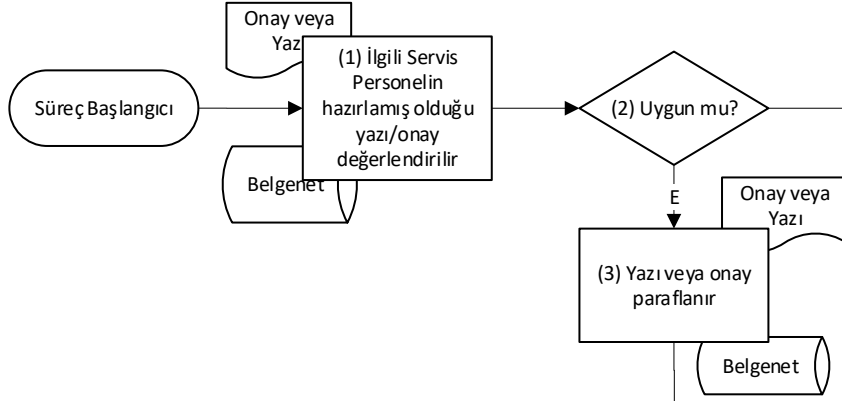 Onay veya
Yazı
(1) İlgili Servis
Personelin
hazırlamış olduğu
yazı/onay
değerlendirilir
Süreç Başlangıcı
(2) Uygun mu?
Belgenet
E
Onay veya
Yazı
(3) Yazı veya onay
paraflanır
Belgenet